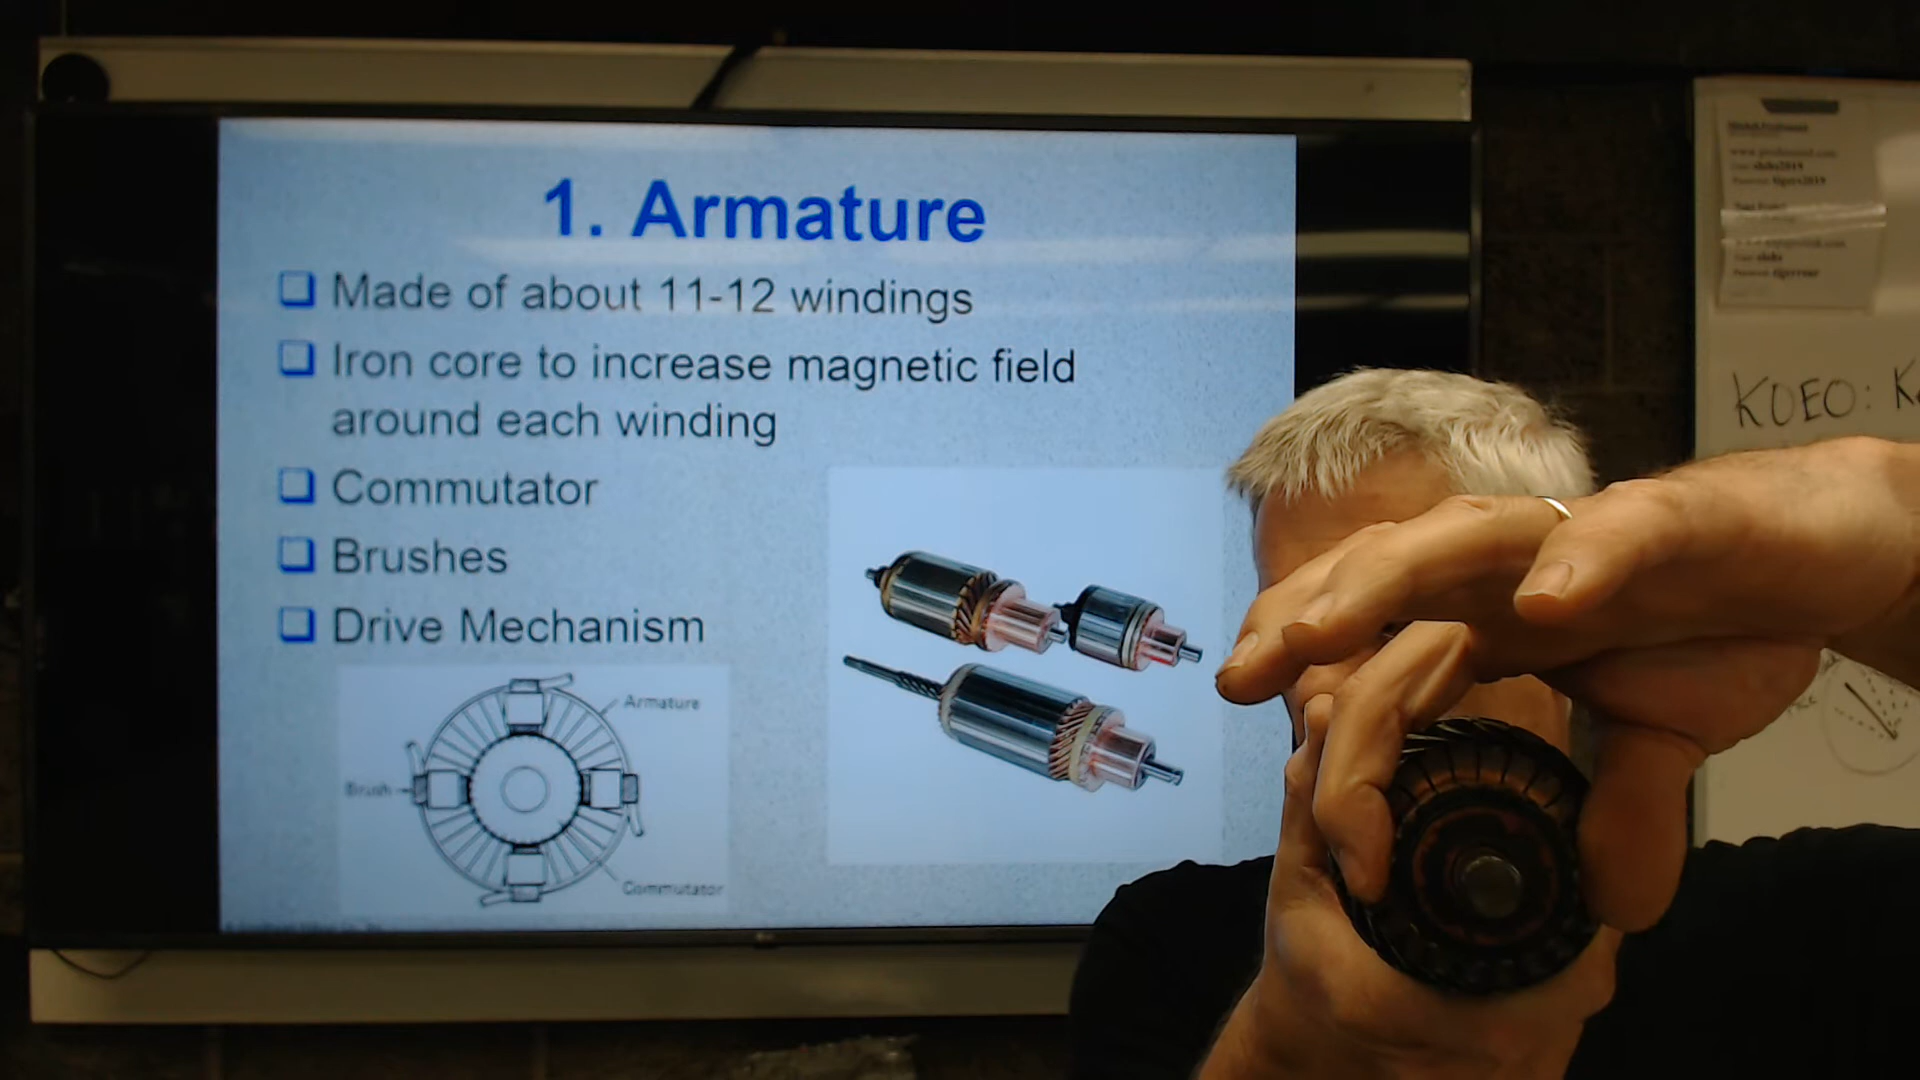 1. Armature
Made of about 11-12 windings
Iron core to increase magnetic field
around each winding
Commutator
Brushes
Drive Mechanism
Armature
Brush
Commutator
KOEO: K